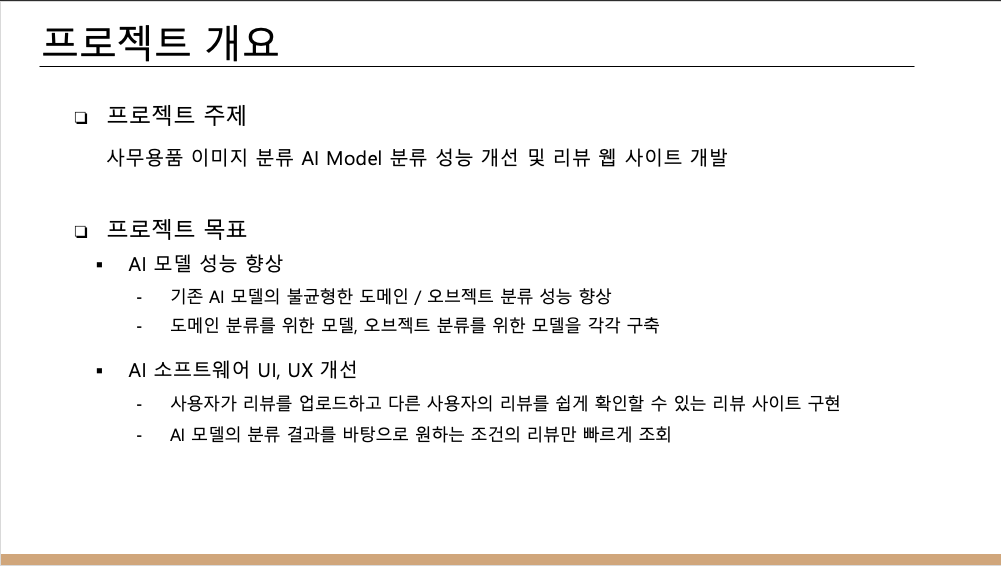 프로젝트 개요
❑ 프로젝트 주제
사무용품 이미지 분류 AI Model 분류 성능 개선 및 리뷰 웹 사이트 개발
❑ 프로젝트 목표
▪ AI 모델 성능 향상
- 기존 AI 모델의 불균형한 도메인 / 오브젝트 분류 성능 향상
- 도메인 분류를 위한 모델, 오브젝트 분류를 위한 모델을 각각 구축
▪ AI 소프트웨어 UI, UX 개선
- 사용자가 리뷰를 업로드하고 다른 사용자의 리뷰를 쉽게 확인할 수 있는 리뷰 사이트 구현
- AI 모델의 분류 결과를 바탕으로 원하는 조건의 리뷰만 빠르게 조회